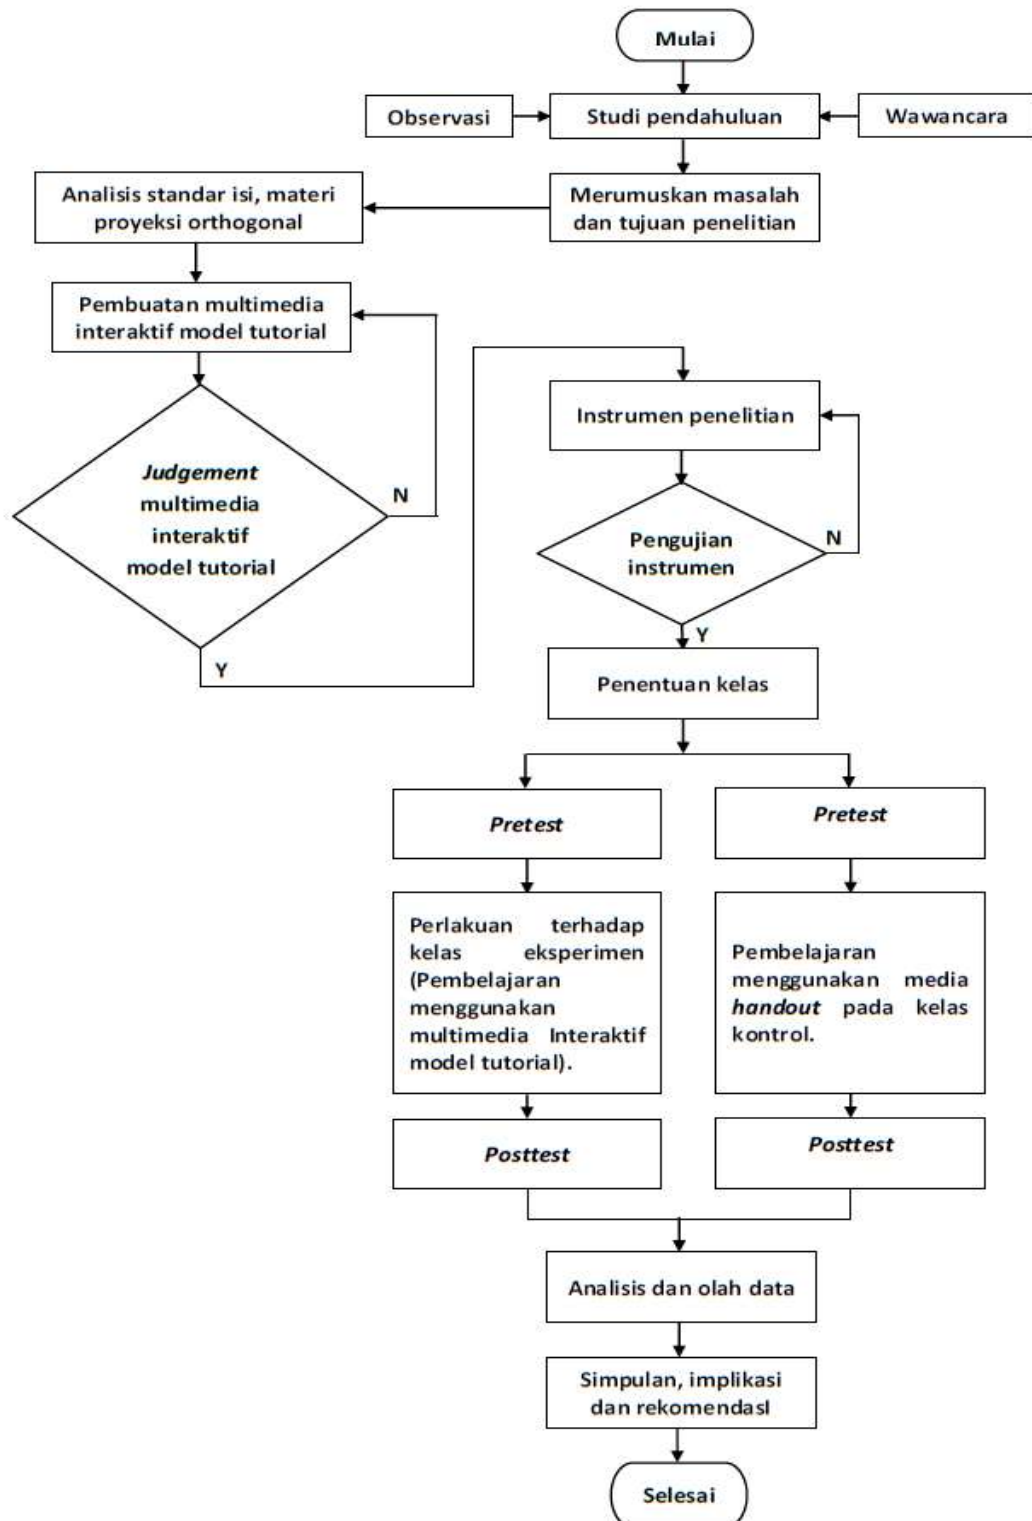 Mulai
Observasi
Studi pendahuluan
Wawancara
Merumuskan masalah
dan tujuan penelitian
Analisis standar isi, materi
proyeksi orthogonal
Pembuatan multimedia
interaktif model tutorial
Judgement
multimedia
interaktif
model tutorial
N
Y
Instrumen penelitian
Pengujian
instrumen
N
Y
Penentuan kelas
Pretest
Perlakuan terhadap
kelas eksperimen
(Pembelajaran
menggunakan
multimedia Interaktif
model tutorial).
Posttest
Pretest
Pembelajaran
menggunakan media
handout pada kelas
kontrol.
Posttest
Analisis dan olah data
Simpulan, implikasi
dan rekomendasI
Selesai